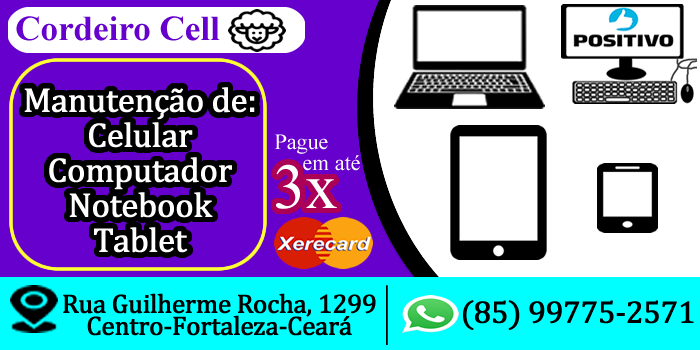 Cordeiro Cell
Manutenção de:
Celular
Computador
Notebook
Tablet
Pague
em até
3x
Xerecard
POSITIVO
Rua Guilherme Rocha, 1299
Centro-Fortaleza-Ceará
(85) 99775-2571